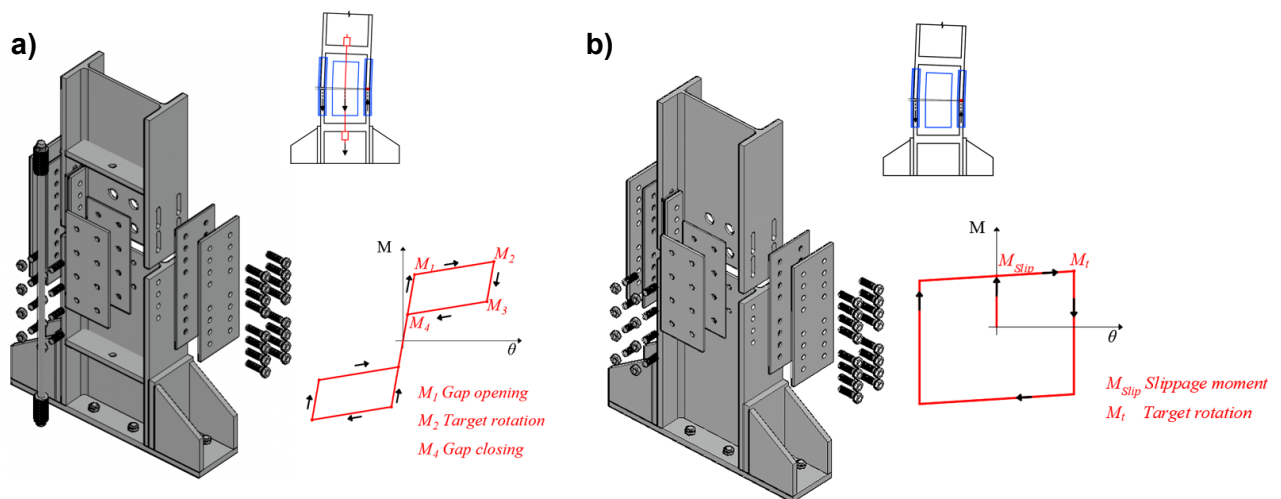 a)
M
M1
M2
M3
M4
θ
M1 Gap opening
M2 Target rotation
M4 Gap closing
b)
M
MSlip
Mt
θ
MSlip Slippage moment
Mt Target rotation